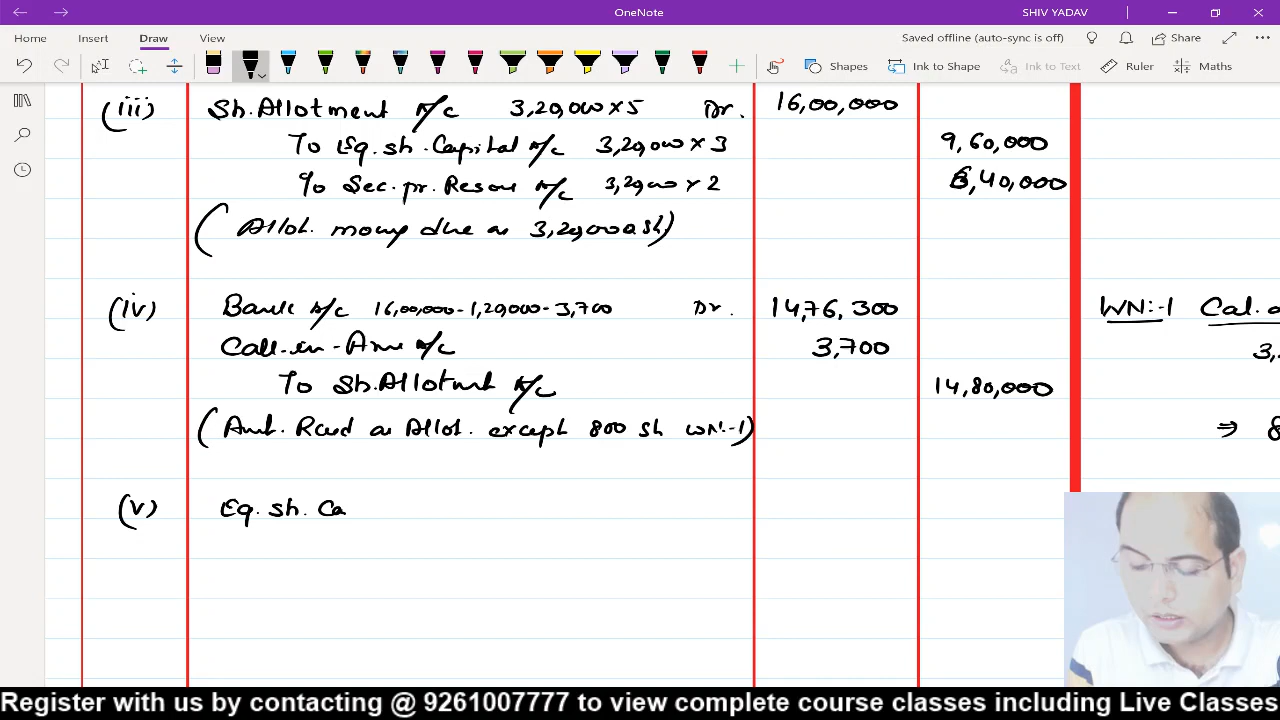 OneNote
SHIV YADAV
Home Insert Draw View
Saved offline (auto-sync is off)
Share
Shapes
Ink to Shape
Ink to Text
Ruler
Maths
(iii) Sh. Allotment A/c 3,20,000 x 5 Dr. 16,00,000
To Eq. sh. Capital A/c 3,20,000 x 3 9,60,000
To Sec. pr. A/c 3,20,000 x 2 6,40,000
(Allot. money due on 3,20,000 sh)
(iv) Bank A/c 16,00,000 - 1,20,000 - 3,700 Dr. 1476,300
Call-in- A/c 3,700
To Sh. Allotment A/c 14,80,000
(Amt. Recd on Allot. except 800 sh WN:-1)
WN:-1 Cal. o
3,
⇒ 8
(v) Eq. sh. Ca
Register with us by contacting @ 9261007777 to view complete course classes including Live Classes